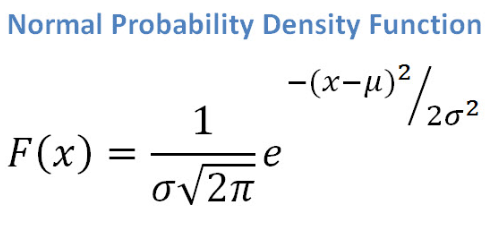 Normal Probability Density Function
F(x) = 1/σ√2π e^−(x−μ)²/2σ²